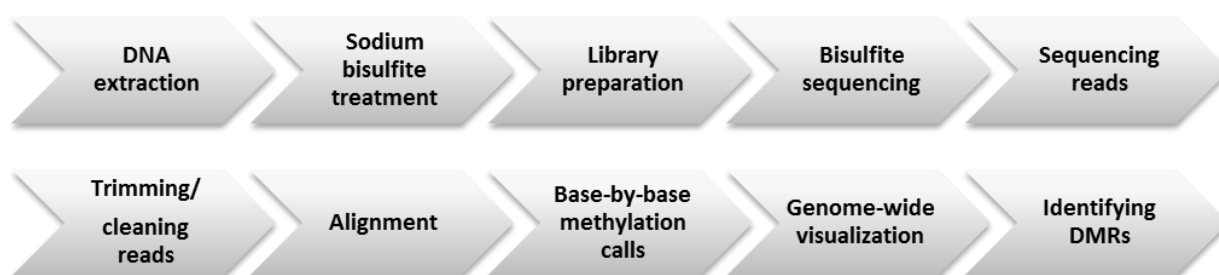 DNA
extraction
Sodium
bisulfite
treatment
Library
preparation
Bisulfite
sequencing
Sequencing
reads
Trimming/
cleaning
reads
Alignment
Base-by-base
methylation
calls
Genome-wide
visualization
Identifying
DMRs